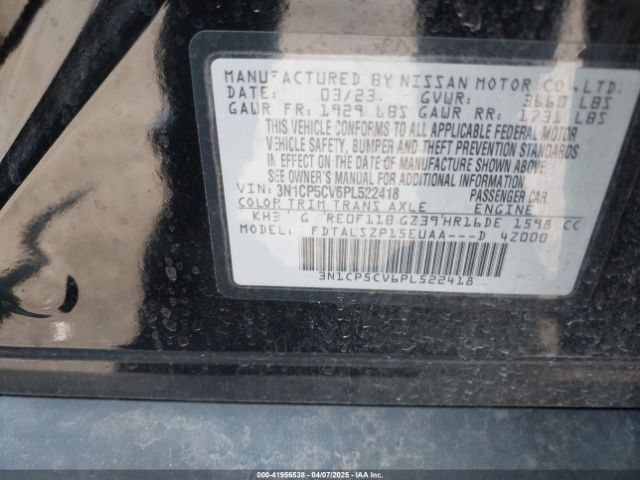 MANUFACTURED BY NISSAN MOTOR CO.,LTD.
DATE: 03/23 GVWR: 3660 LBS
GAWR FR: 1929 LBS GAWR RR: 1731 LBS
THIS VEHICLE CONFORMS TO ALL APPLICABLE FEDERAL MOTOR
VEHICLE SAFETY, BUMPER AND THEFT PREVENTION STANDARDS
IN EFFECT ON THE DATE OF MANUFACTURE SHOWN ABOVE.
SEE OWNER'S MANUAL FOR ADDITIONAL INFORMATION
VIN: 3N1CP5CV6PL522418 PASSENGER CAR
COLOR TRIM TRANS AXLE ENGINE
KH3 G RE0F11B GZ39 HR16DE 1598 CC
MODEL: FDTALSZP15EUAA---D 4Z000
3N1CP5CV6PL522418
000-41956538 - 04/07/2025 - IAAI.COM